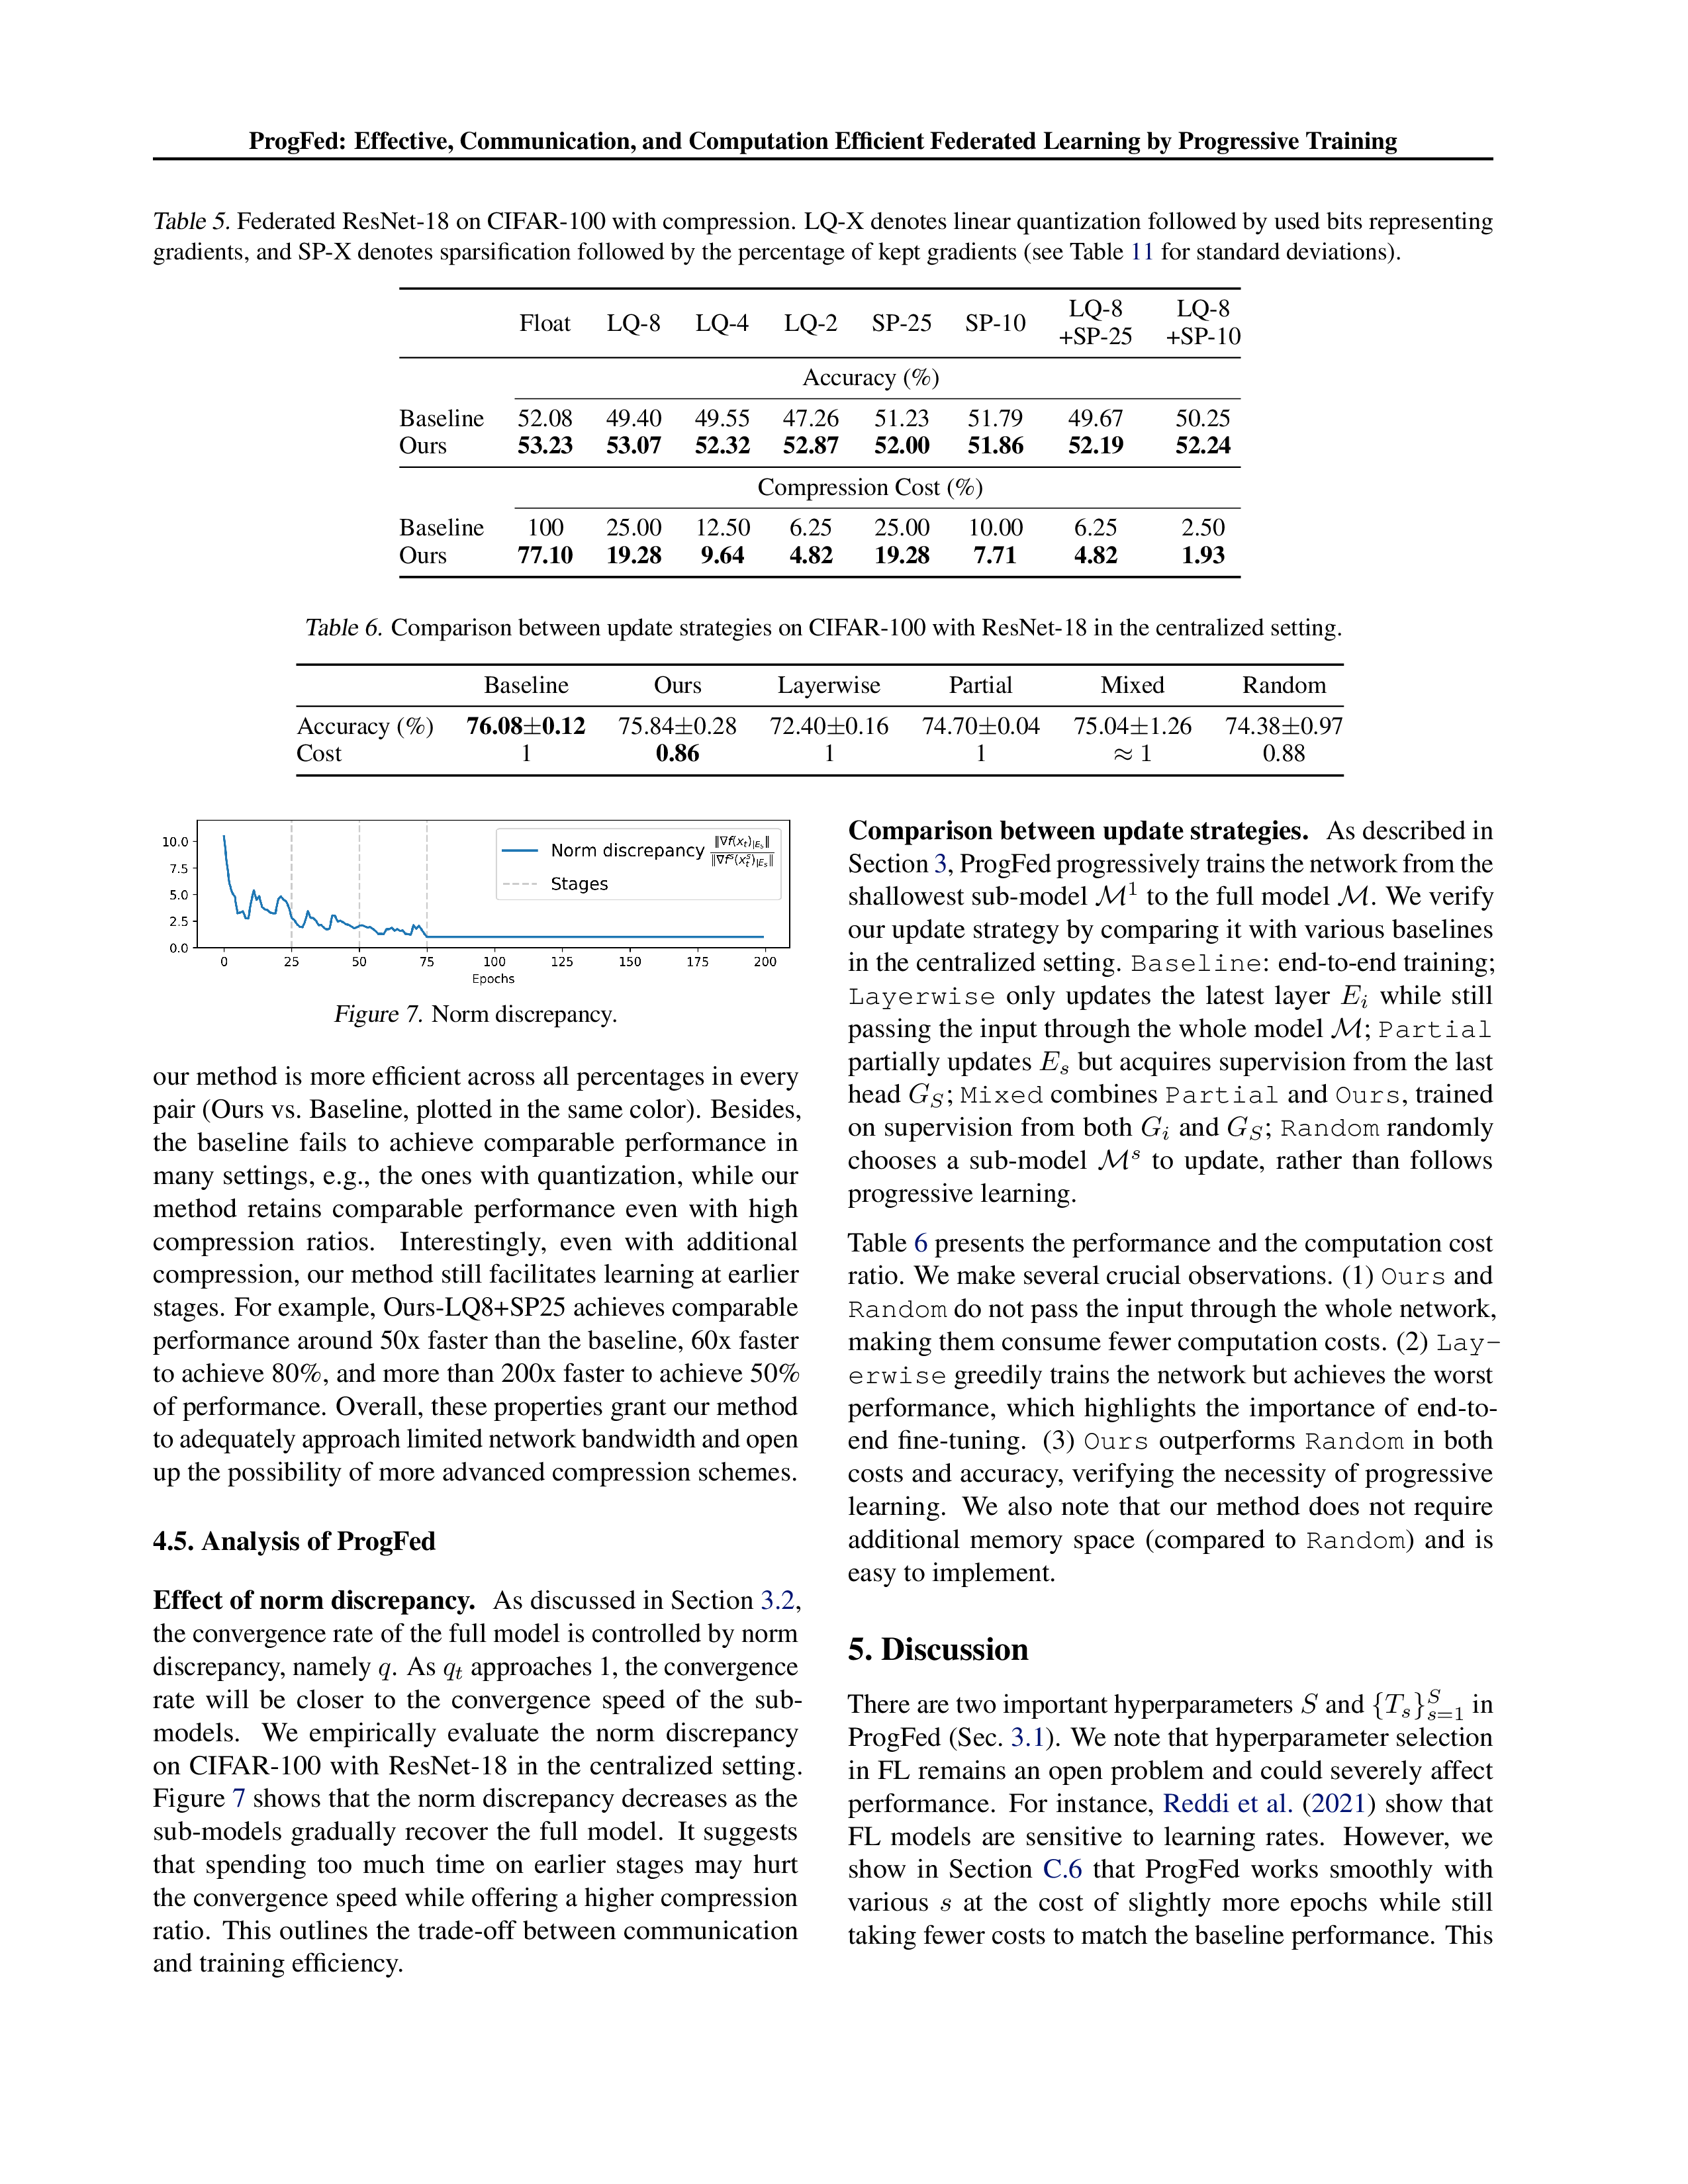 ProgFed: Effective, Communication, and Computation Efficient Federated Learning by Progressive Training
Table 5. Federated ResNet-18 on CIFAR-100 with compression. LQ-X denotes linear quantization followed by used bits representing
gradients, and SP-X denotes sparsification followed by the percentage of kept gradients (see Table 11 for standard deviations).
Float LQ-8 LQ-4 LQ-2 SP-25 SP-10 LQ-8 +SP-25 LQ-8 +SP-10
Accuracy (%)
Baseline 52.08 49.40 49.55 47.26 51.23 51.79 49.67 50.25
Ours 53.23 53.07 52.32 52.87 52.00 51.86 52.19 52.24
Compression Cost (%)
Baseline 100 25.00 12.50 6.25 25.00 10.00 6.25 2.50
Ours 77.10 19.28 9.64 4.82 19.28 7.71 4.82 1.93
Table 6. Comparison between update strategies on CIFAR-100 with ResNet-18 in the centralized setting.
Baseline Ours Layerwise Partial Mixed Random
Accuracy (%) 76.08±0.12 75.84±0.28 72.40±0.16 74.70±0.04 75.04±1.26 74.38±0.97
Cost 1 0.86 1 1 ≈ 1 0.88
10.0
7.5
5.0
2.5
0.0
Norm discrepancy ‖∇f(x_t)_{|E_s}‖ / ‖∇f^s(x_t^s)_{|E_s}‖
Stages
0 25 50 75 100 125 150 175 200
Epochs
Figure 7. Norm discrepancy.
our method is more efficient across all percentages in every
pair (Ours vs. Baseline, plotted in the same color). Besides,
the baseline fails to achieve comparable performance in
many settings, e.g., the ones with quantization, while our
method retains comparable performance even with high
compression ratios. Interestingly, even with additional
compression, our method still facilitates learning at earlier
stages. For example, Ours-LQ8+SP25 achieves comparable
performance around 50x faster than the baseline, 60x faster
to achieve 80%, and more than 200x faster to achieve 50%
of performance. Overall, these properties grant our method
to adequately approach limited network bandwidth and open
up the possibility of more advanced compression schemes.
4.5. Analysis of ProgFed
Effect of norm discrepancy. As discussed in Section 3.2,
the convergence rate of the full model is controlled by norm
discrepancy, namely q. As q_t approaches 1, the convergence
rate will be closer to the convergence speed of the sub-
models. We empirically evaluate the norm discrepancy
on CIFAR-100 with ResNet-18 in the centralized setting.
Figure 7 shows that the norm discrepancy decreases as the
sub-models gradually recover the full model. It suggests
that spending too much time on earlier stages may hurt
the convergence speed while offering a higher compression
ratio. This outlines the trade-off between communication
and training efficiency.
Comparison between update strategies. As described in
Section 3, ProgFed progressively trains the network from the
shallowest sub-model M^1 to the full model M. We verify
our update strategy by comparing it with various baselines
in the centralized setting. Baseline: end-to-end training;
Layerwise only updates the latest layer E_i while still
passing the input through the whole model M; Partial
partially updates E_s but acquires supervision from the last
head G_S; Mixed combines Partial and Ours, trained
on supervision from both G_i and G_S; Random randomly
chooses a sub-model M^s to update, rather than follows
progressive learning.
Table 6 presents the performance and the computation cost
ratio. We make several crucial observations. (1) Ours and
Random do not pass the input through the whole network,
making them consume fewer computation costs. (2) Lay-
erwise greedily trains the network but achieves the worst
performance, which highlights the importance of end-to-
end fine-tuning. (3) Ours outperforms Random in both
costs and accuracy, verifying the necessity of progressive
learning. We also note that our method does not require
additional memory space (compared to Random) and is
easy to implement.
5. Discussion
There are two important hyperparameters S and {T_s}_{s=1}^S in
ProgFed (Sec. 3.1). We note that hyperparameter selection
in FL remains an open problem and could severely affect
performance. For instance, Reddi et al. (2021) show that
FL models are sensitive to learning rates. However, we
show in Section C.6 that ProgFed works smoothly with
various s at the cost of slightly more epochs while still
taking fewer costs to match the baseline performance. This